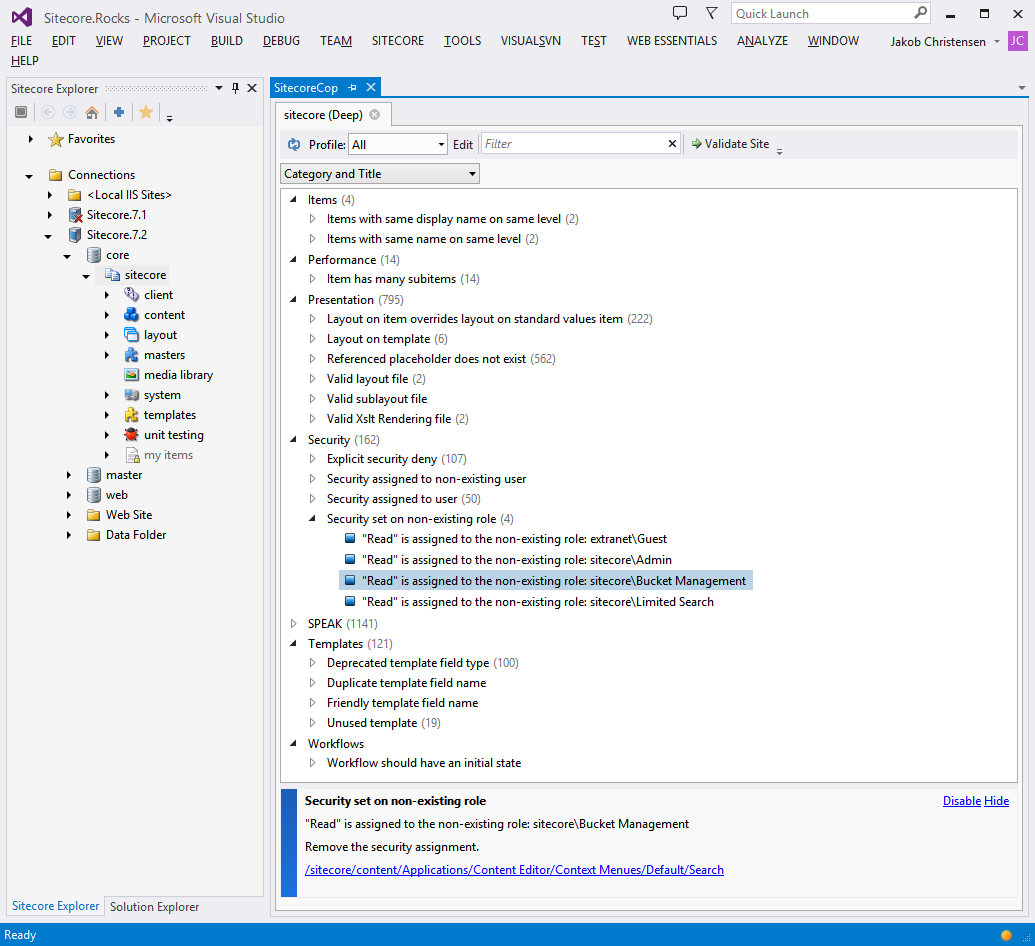 Sitecore.Rocks - Microsoft Visual Studio
Quick Launch
FILE EDIT VIEW PROJECT BUILD DEBUG TEAM SITECORE TOOLS VISUALSVN TEST WEB ESSENTIALS ANALYZE WINDOW Jakob Christensen JC
HELP
Sitecore Explorer
Favorites
Connections
<Local IIS Sites>
Sitecore.7.1
Sitecore.7.2
core
sitecore
client
content
layout
masters
media library
system
templates
unit testing
my items
master
web
Web Site
Data Folder
Sitecore Explorer Solution Explorer
SitecoreCop
sitecore (Deep)
Profile: All Edit Filter Validate Site
Category and Title
Items (4)
Items with same display name on same level (2)
Items with same name on same level (2)
Performance (14)
Item has many subitems (14)
Presentation (795)
Layout on item overrides layout on standard values item (222)
Layout on template (6)
Referenced placeholder does not exist (562)
Valid layout file (2)
Valid sublayout file
Valid Xslt Rendering file (2)
Security (162)
Explicit security deny (107)
Security assigned to non-existing user
Security assigned to user (50)
Security set on non-existing role (4)
"Read" is assigned to the non-existing role: extranet\Guest
"Read" is assigned to the non-existing role: sitecore\Admin
"Read" is assigned to the non-existing role: sitecore\Bucket Management
"Read" is assigned to the non-existing role: sitecore\Limited Search
SPEAK (1141)
Templates (121)
Deprecated template field type (100)
Duplicate template field name
Friendly template field name
Unused template (19)
Workflows
Workflow should have an initial state
Security set on non-existing role Disable Hide
"Read" is assigned to the non-existing role: sitecore\Bucket Management
Remove the security assignment.
/sitecore/content/Applications/Content Editor/Context Menues/Default/Search
Ready